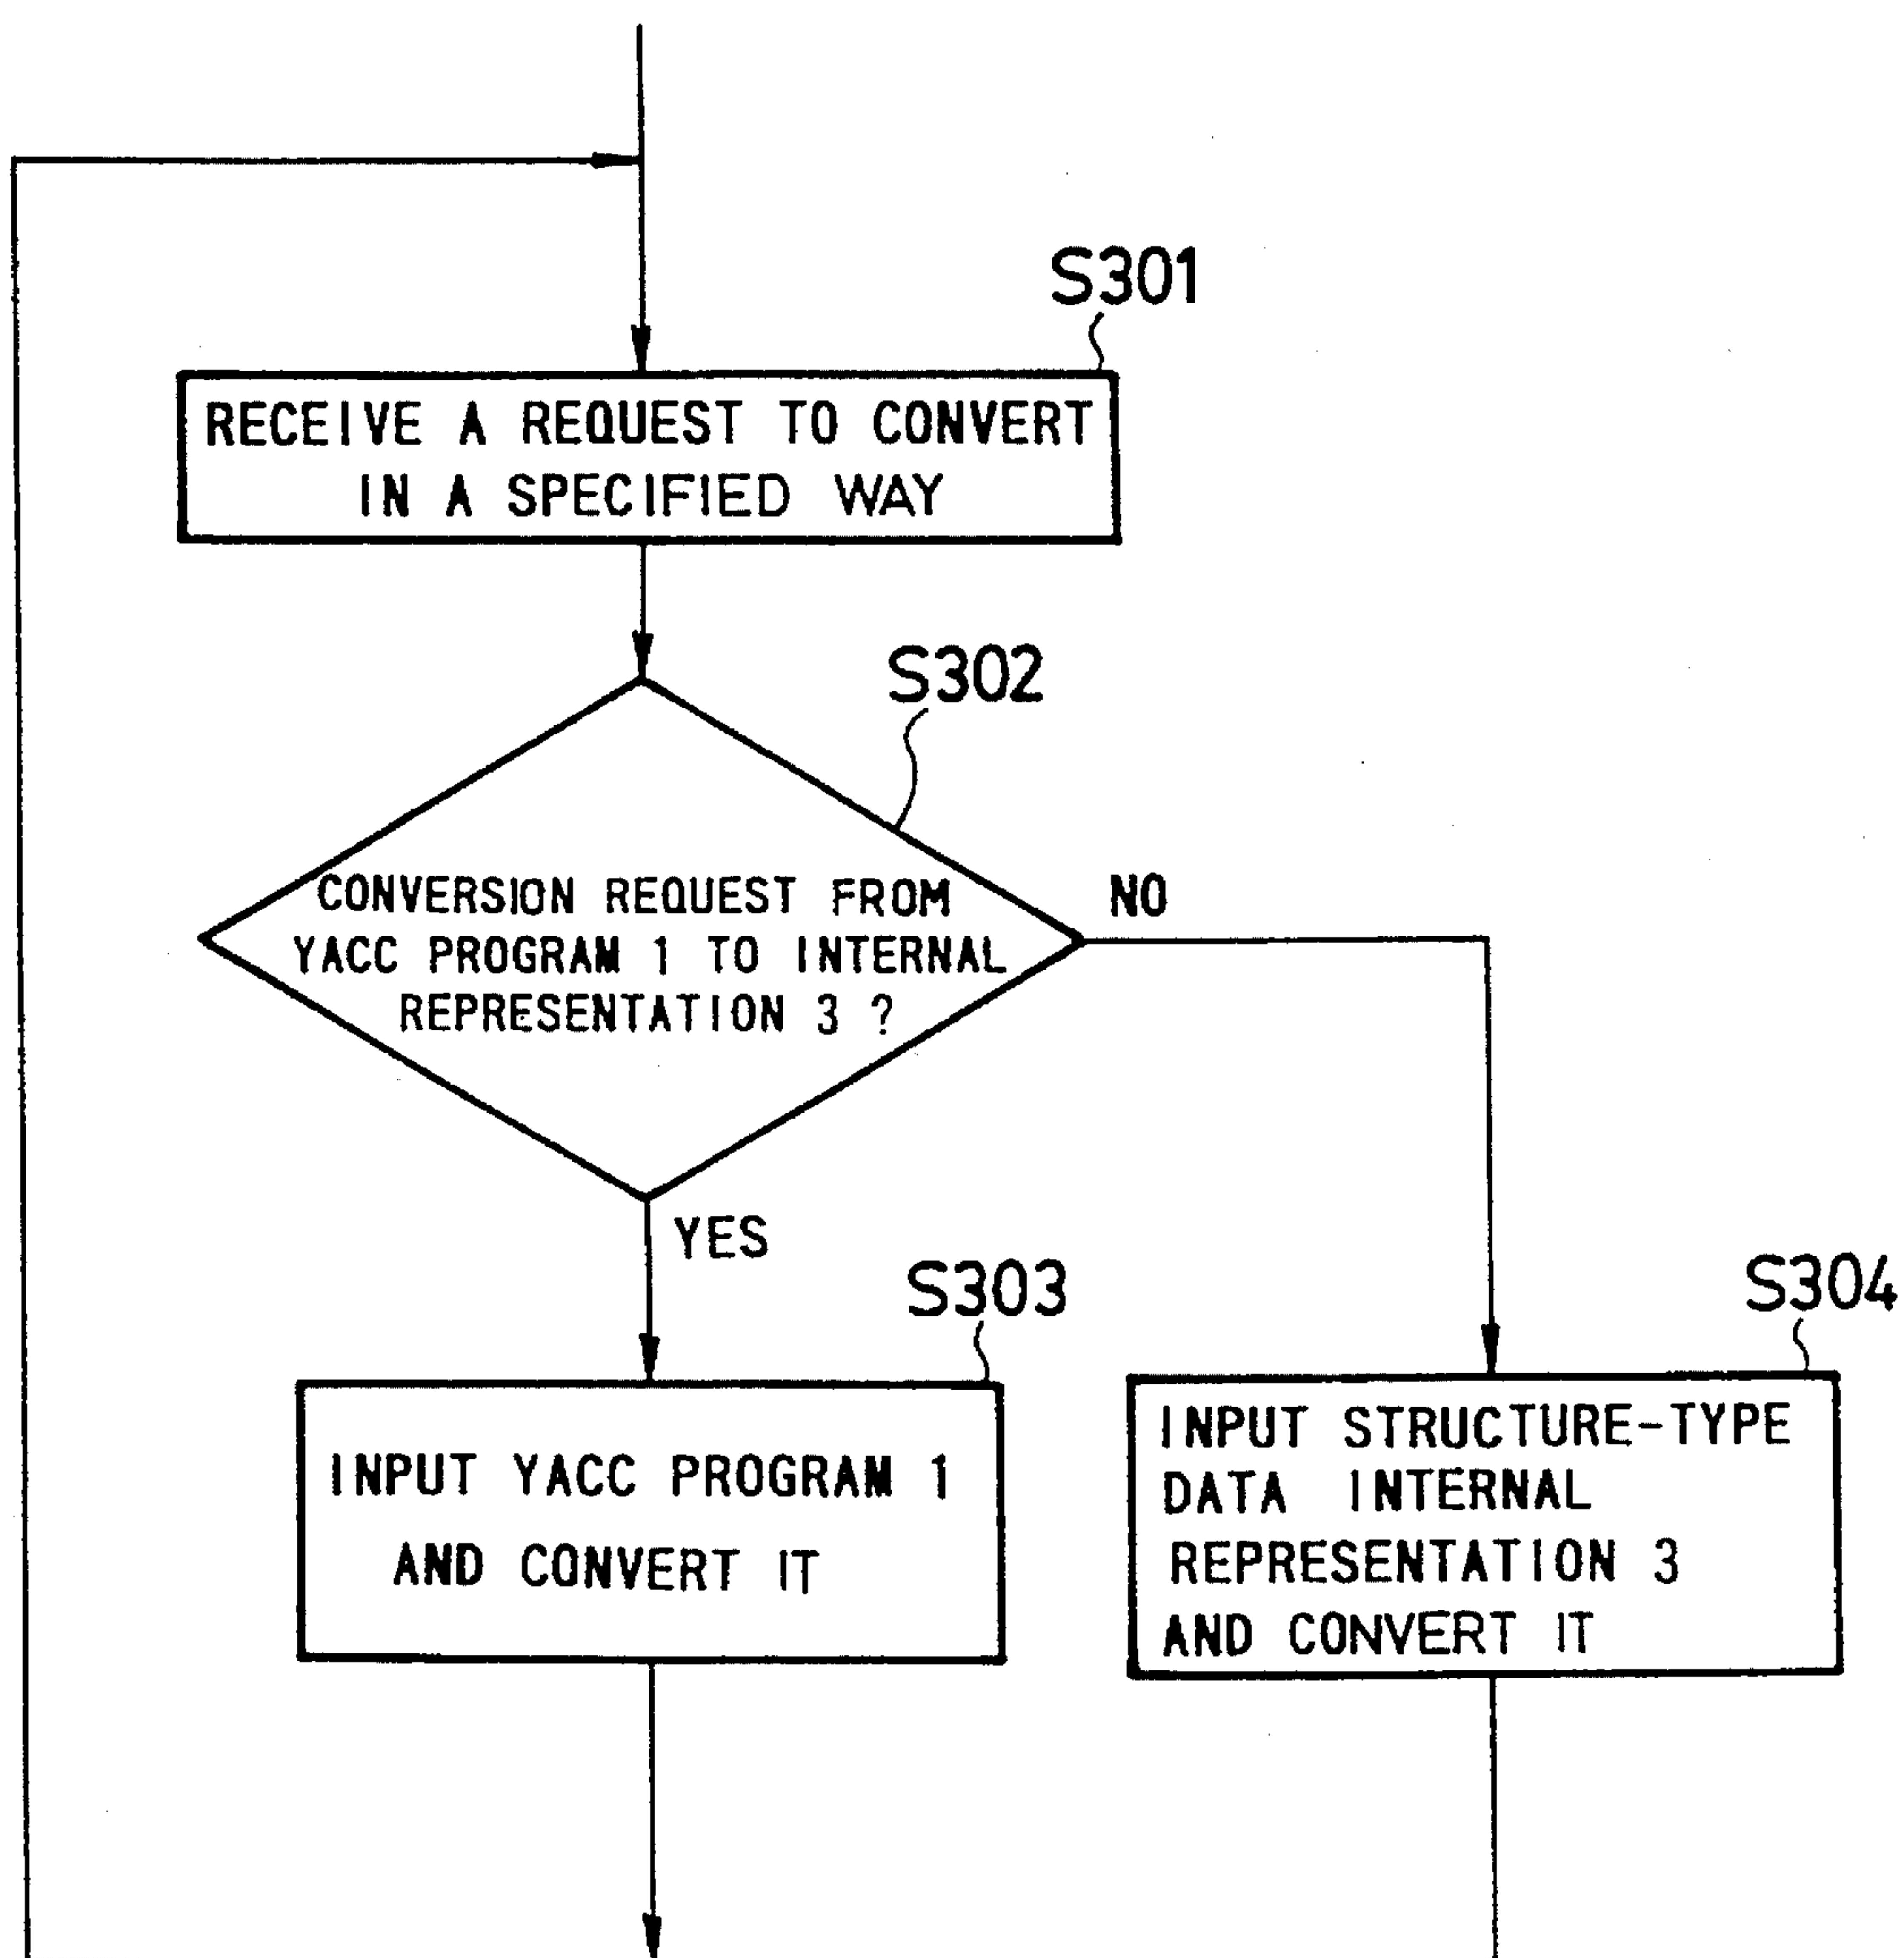 S301
RECEIVE A REQUEST TO CONVERT
IN A SPECIFIED WAY
S302
CONVERSION REQUEST FROM
YACC PROGRAM 1 TO INTERNAL
REPRESENTATION 3 ?
NO
YES
S303
INPUT YACC PROGRAM 1
AND CONVERT IT
S304
INPUT STRUCTURE-TYPE
DATA INTERNAL
REPRESENTATION 3
AND CONVERT IT